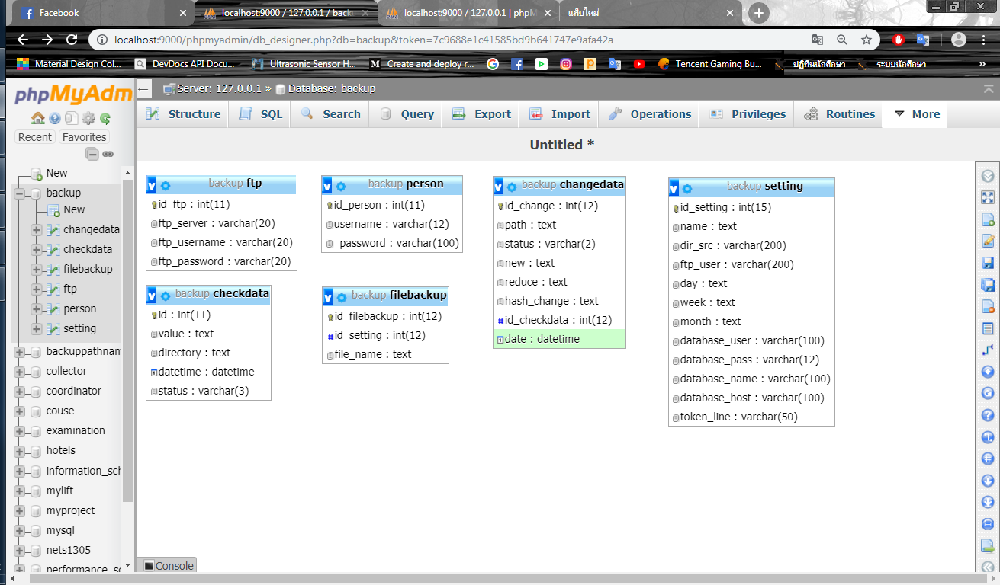 Facebook
localhost:9000 / 127.0.0.1 / back
localhost:9000 / 127.0.0.1 | phpM
แท็บใหม่
localhost:9000/phpmyadmin/db_designer.php?db=backup&token=7c9688e1c41585bd9b641747e9afa42a
Material Design Col...
DevDocs API Docu...
Ultrasonic Sensor H...
Create and deploy r...
Tencent Gaming Bu...
ปฏิทินนักศึกษา
ระบบนักศึกษา
»
phpMyAdm
Recent
Favorites
New
backup
New
changedata
checkdata
filebackup
ftp
person
setting
backuppathnam
collector
coordinator
couse
examination
hotels
information_sch
mylift
myproject
mysql
nets1305
performance_sc
Server: 127.0.0.1 » Database: backup
Structure
SQL
Search
Query
Export
Import
Operations
Privileges
Routines
More
Untitled *
backup ftp
id_ftp : int(11)
ftp_server : varchar(20)
ftp_username : varchar(20)
ftp_password : varchar(20)
backup person
id_person : int(11)
username : varchar(12)
_password : varchar(100)
backup changedata
id_change : int(12)
path : text
status : varchar(2)
new : text
reduce : text
hash_change : text
id_checkdata : int(12)
date : datetime
backup setting
id_setting : int(15)
name : text
dir_src : varchar(200)
ftp_user : varchar(200)
day : text
week : text
month : text
database_user : varchar(100)
database_pass : varchar(12)
database_name : varchar(100)
database_host : varchar(100)
token_line : varchar(50)
backup checkdata
id : int(11)
value : text
directory : text
datetime : datetime
status : varchar(3)
backup filebackup
id_filebackup : int(12)
id_setting : int(12)
file_name : text
Console